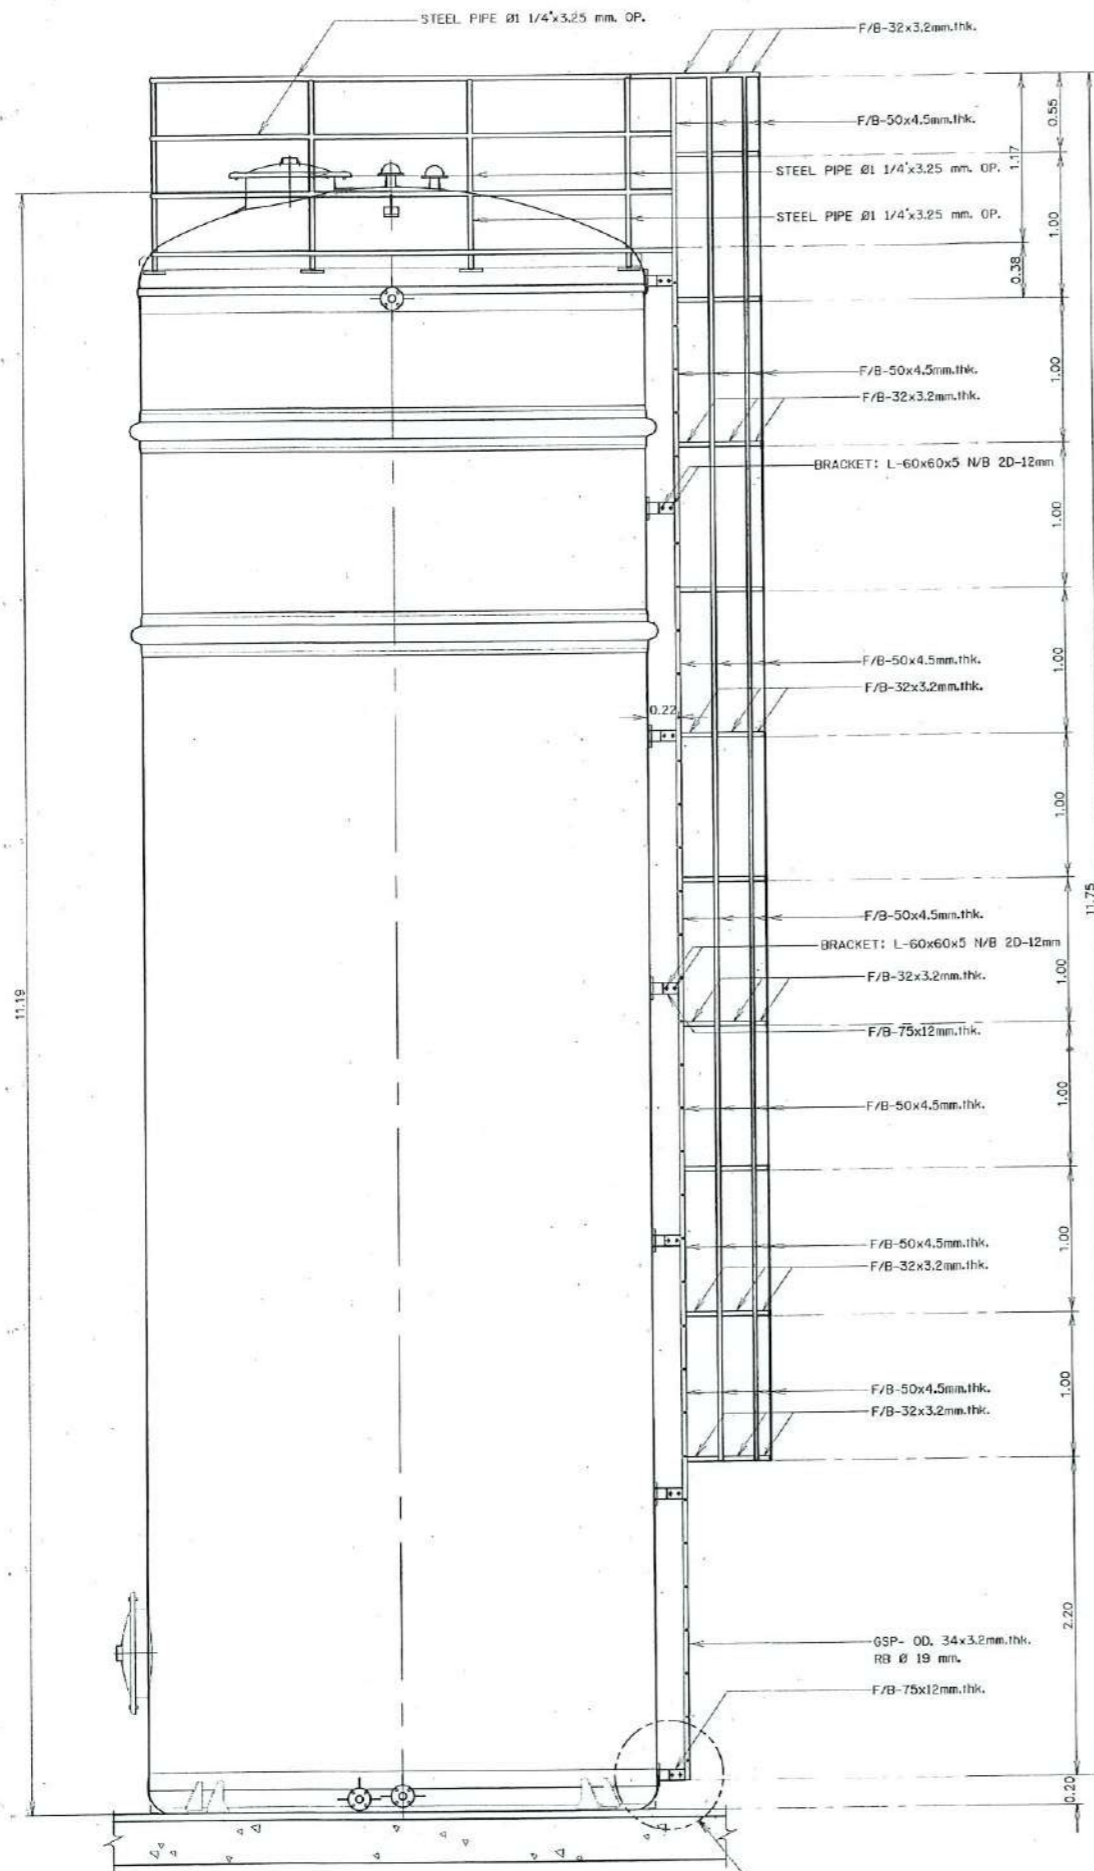 STEEL PIPE Ø1 1/4"x3.25 mm. OP.
F/B-32x3.2mm.thk.
F/B-50x4.5mm.thk.
0.55
1.17
STEEL PIPE Ø1 1/4"x3.25 mm. OP.
STEEL PIPE Ø1 1/4"x3.25 mm. OP.
1.00
0.38
F/B-50x4.5mm.thk.
1.00
F/B-32x3.2mm.thk.
BRACKET: L-60x60x5 N/B 2D-12mm
1.00
F/B-50x4.5mm.thk.
1.00
F/B-32x3.2mm.thk.
0.22
1.00
11.75
F/B-50x4.5mm.thk.
BRACKET: L-60x60x5 N/B 2D-12mm
F/B-32x3.2mm.thk.
1.00
11.19
F/B-75x12mm.thk.
F/B-50x4.5mm.thk.
1.00
F/B-50x4.5mm.thk.
1.00
F/B-32x3.2mm.thk.
F/B-50x4.5mm.thk.
1.00
F/B-32x3.2mm.thk.
2.20
GSP- OD. 34x3.2mm.thk.
RB Ø 19 mm.
F/B-75x12mm.thk.
0.20